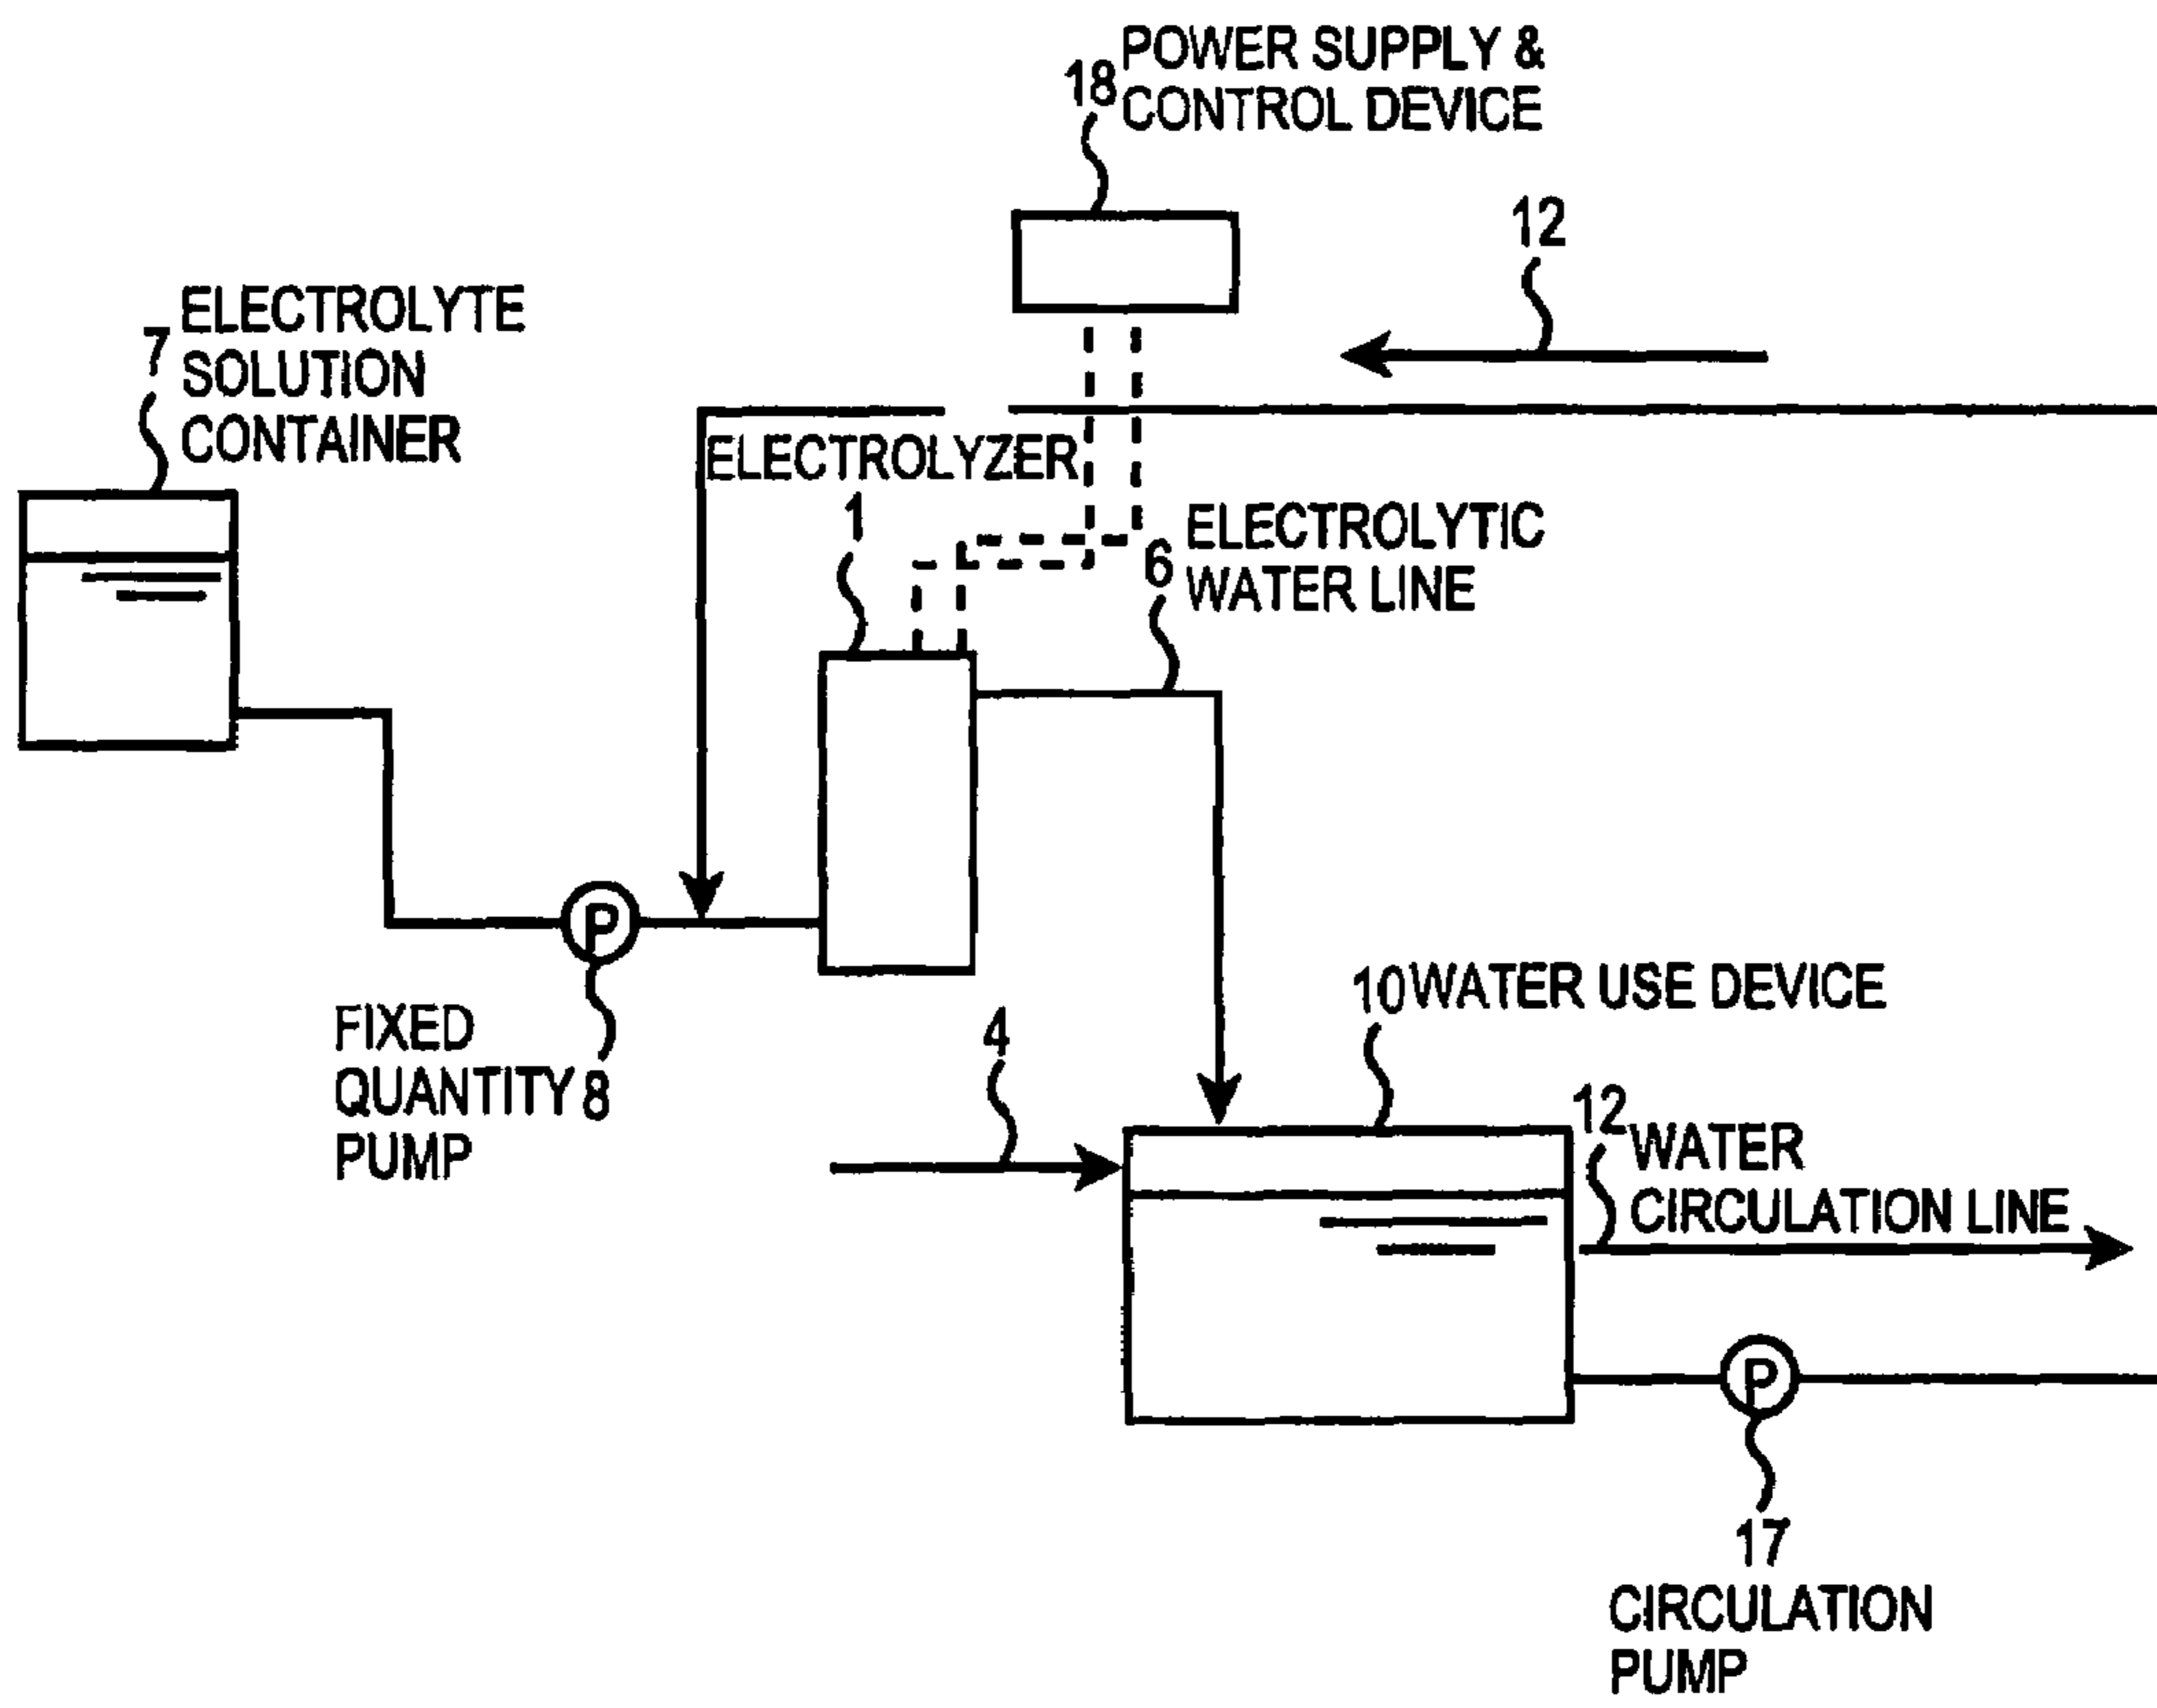 18 POWER SUPPLY &
CONTROL DEVICE
12
7 ELECTROLYTE
SOLUTION
CONTAINER
ELECTROLYZER
1
6 ELECTROLYTIC
WATER LINE
P
FIXED
QUANTITY 8
PUMP
4
10 WATER USE DEVICE
12 WATER
CIRCULATION LINE
P
17
CIRCULATION
PUMP